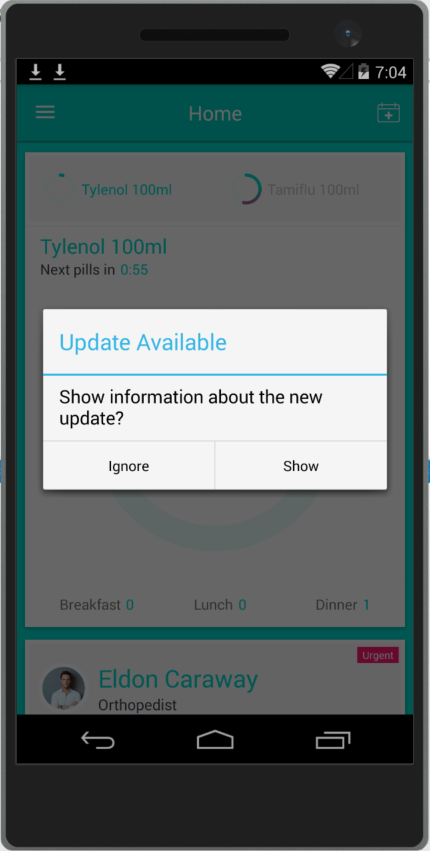 7:04
Home
Tylenol 100ml
Tamiflu 100ml
Tylenol 100ml
Next pills in 0:55
Update Available
Show information about the new
update?
Ignore
Show
Breakfast 0
Lunch 0
Dinner 1
Urgent
Eldon Caraway
Orthopedist